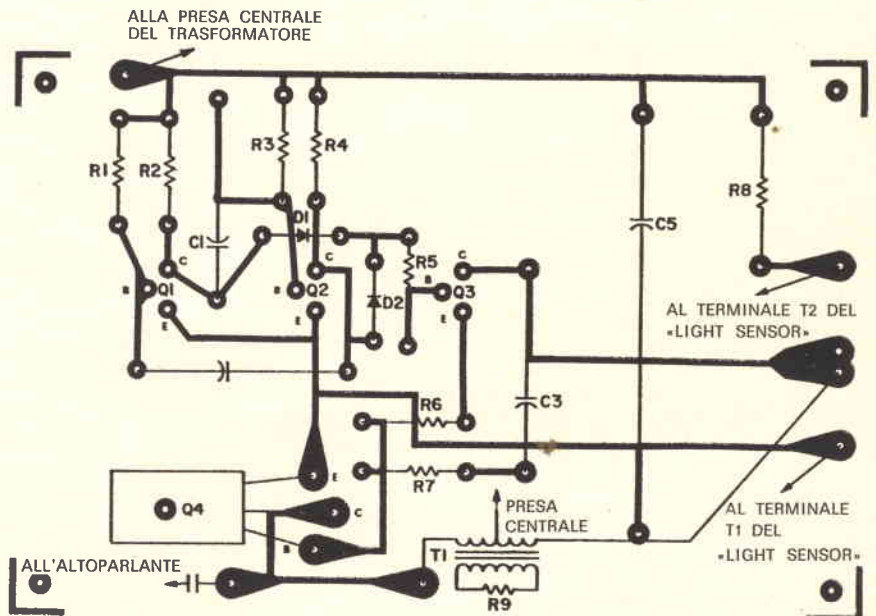 ALLA PRESA CENTRALE
DEL TRASFORMATORE
R1
R2
R3
R4
R8
C1
D1
C5
C
C
R5
C
B
Q1
B
Q2
D2
B
Q3
E
E
E
AL TERMINALE T2 DEL
«LIGHT SENSOR»
R6
C3
E
R7
Q4
C
PRESA
CENTRALE
AL TERMINALE
T1 DEL
«LIGHT SENSOR»
B
T1
ALL'ALTOPARLANTE
R9